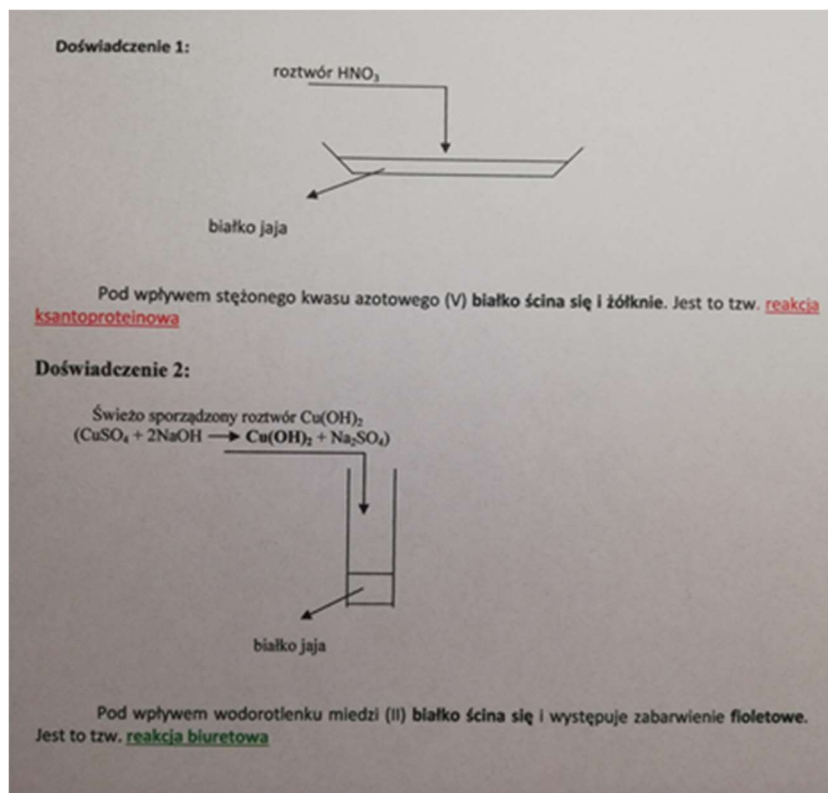 Doświadczenie 1:
roztwór HNO₃
białko jaja
Pod wpływem stężonego kwasu azotowego (V) białko ścina się i żółknie. Jest to tzw. reakcja
ksantoproteinowa
Doświadczenie 2:
Świeżo sporządzony roztwór Cu(OH)₂
(CuSO₄ + 2NaOH → Cu(OH)₂ + Na₂SO₄)
białko jaja
Pod wpływem wodorotlenku miedzi (II) białko ścina się i występuje zabarwienie fioletowe.
Jest to tzw. reakcja biuretowa